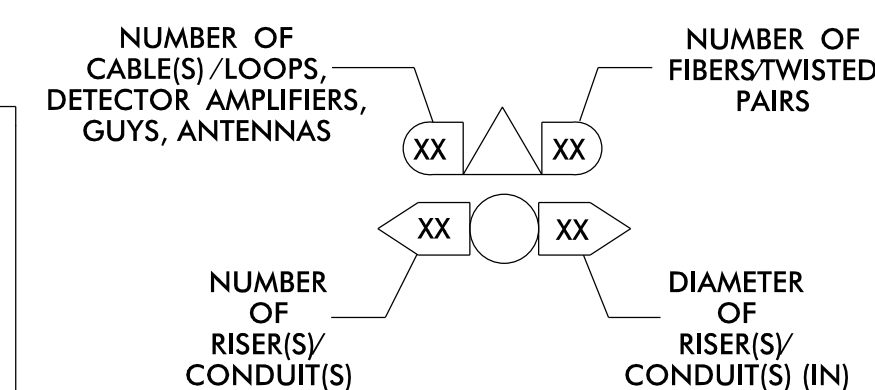 NUMBER OF
CABLE(S)/LOOPS,
DETECTOR AMPLIFIERS,
GUYS, ANTENNAS
NUMBER OF
FIBERS/TWISTED
PAIRS
XX
XX
XX
XX
NUMBER
OF
RISER(S)/
CONDUIT(S)
DIAMETER
OF
RISER(S)/
CONDUIT(S) (IN)